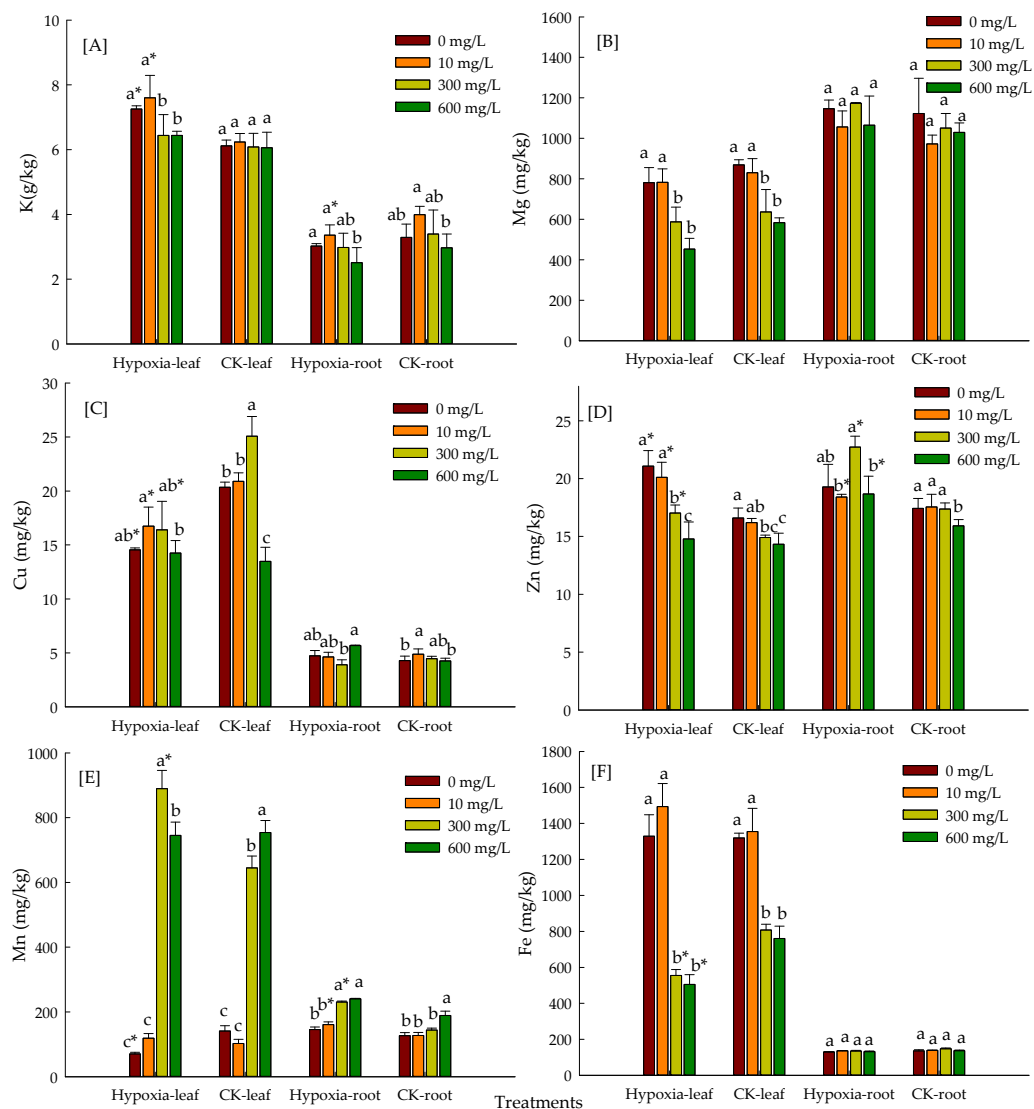 [A]
0 mg/L
10 mg/L
300 mg/L
600 mg/L
K(g/kg)
10
8
6
4
2
0
a* a* b b
a a a a
a a* ab b
ab a ab b
Hypoxia-leaf CK-leaf Hypoxia-root CK-root
[B]
0 mg/L
10 mg/L
300 mg/L
600 mg/L
Mg (mg/kg)
1600
1400
1200
1000
800
600
400
200
0
a a b b
a a b b
a a a a
a a a a
Hypoxia-leaf CK-leaf Hypoxia-root CK-root
[C]
0 mg/L
10 mg/L
300 mg/L
600 mg/L
Cu (mg/kg)
30
25
20
15
10
5
0
ab* a* ab* b
b b a c
ab ab b a
b a ab b
Hypoxia-leaf CK-leaf Hypoxia-root CK-root
[D]
0 mg/L
10 mg/L
300 mg/L
600 mg/L
Zn (mg/kg)
25
20
15
10
5
0
a* a* b* c
a ab bc c
ab b* a* b*
a a a b
Hypoxia-leaf CK-leaf Hypoxia-root CK-root
[E]
0 mg/L
10 mg/L
300 mg/L
600 mg/L
Mn (mg/kg)
1000
800
600
400
200
0
c* c a* b
c c b a
b b* a* a
b b b a
Hypoxia-leaf CK-leaf Hypoxia-root CK-root
[F]
0 mg/L
10 mg/L
300 mg/L
600 mg/L
Fe (mg/kg)
1800
1600
1400
1200
1000
800
600
400
200
0
a a b* b*
a a b b
a a a a
a a a a
Hypoxia-leaf CK-leaf Hypoxia-root CK-root
Treatments